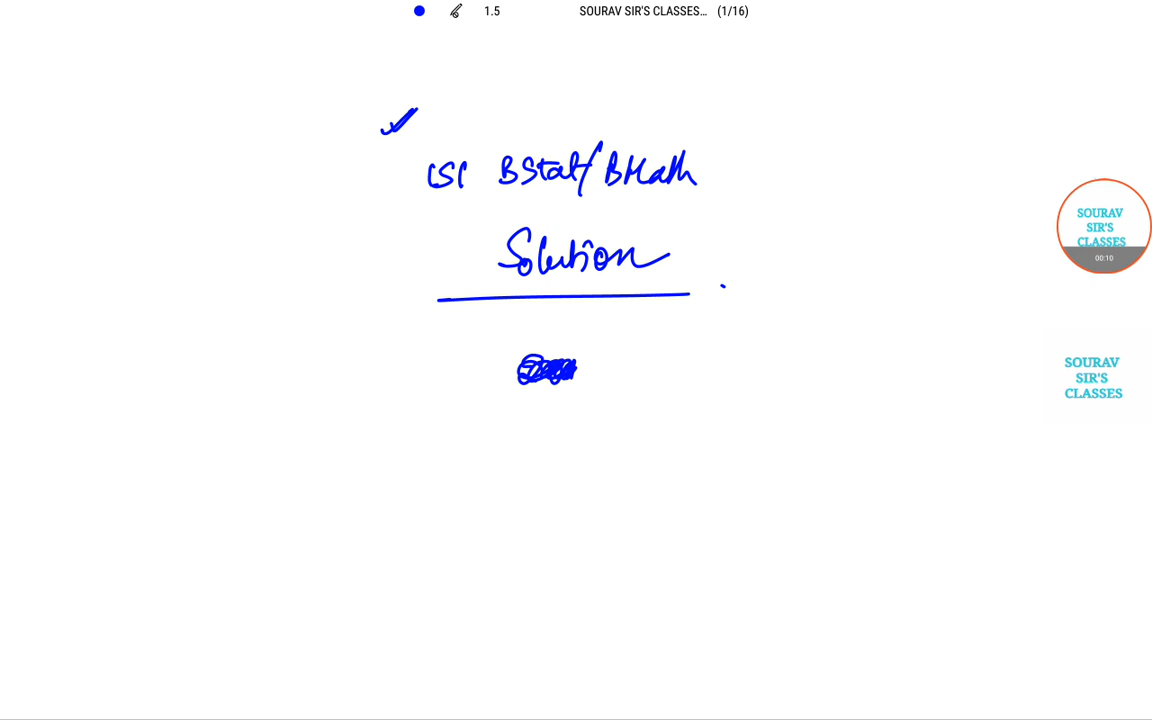 1.5 SOURAV SIR'S CLASSES... (1/16)
ISI BStat/BMath
Solution
SOURAV
SIR'S
CLASSES
00:10
SOURAV
SIR'S
CLASSES